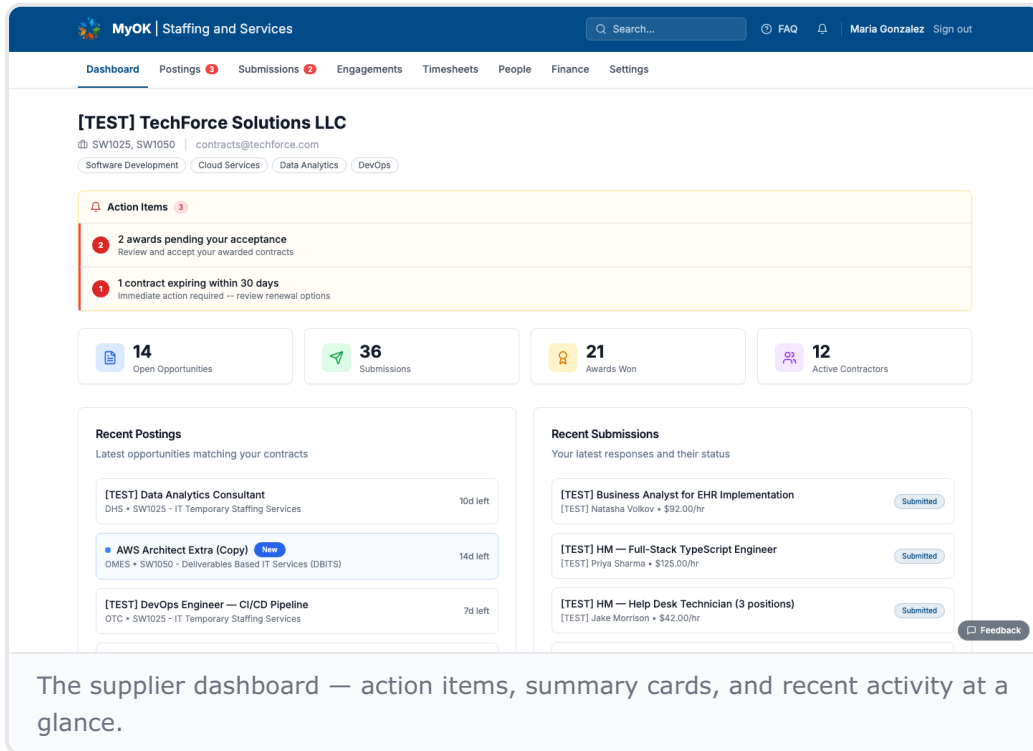 MyOK | Staffing and Services
Search...
FAQ
Maria Gonzalez Sign out
Dashboard Postings 3 Submissions 2 Engagements Timesheets People Finance Settings
[TEST] TechForce Solutions LLC
SW1025, SW1050 | contracts@techforce.com
Software Development Cloud Services Data Analytics DevOps
Action Items 3
2
2 awards pending your acceptance
Review and accept your awarded contracts
1
1 contract expiring within 30 days
Immediate action required -- review renewal options
14
Open Opportunities
36
Submissions
21
Awards Won
12
Active Contractors
Recent Postings
Latest opportunities matching your contracts
[TEST] Data Analytics Consultant
DHS • SW1025 - IT Temporary Staffing Services
10d left
AWS Architect Extra (Copy) New
OMES • SW1050 - Deliverables Based IT Services (DBITS)
14d left
[TEST] DevOps Engineer — CI/CD Pipeline
OTC • SW1025 - IT Temporary Staffing Services
7d left
Recent Submissions
Your latest responses and their status
[TEST] Business Analyst for EHR Implementation
[TEST] Natasha Volkov • $92.00/hr
Submitted
[TEST] HM — Full-Stack TypeScript Engineer
[TEST] Priya Sharma • $125.00/hr
Submitted
[TEST] HM — Help Desk Technician (3 positions)
[TEST] Jake Morrison • $42.00/hr
Submitted
Feedback
The supplier dashboard — action items, summary cards, and recent activity at a
glance.